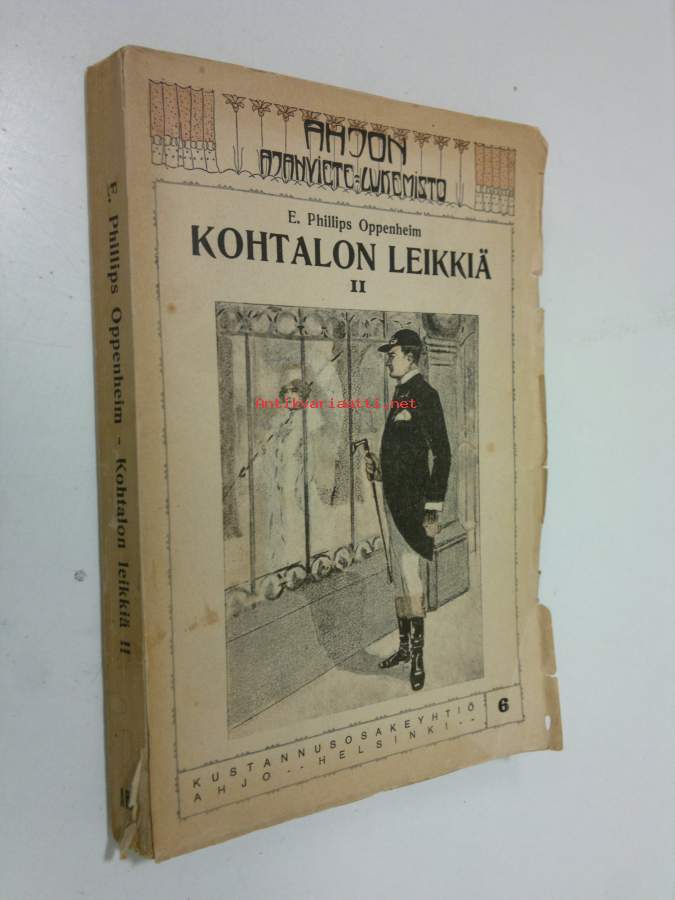 AHJON
AJANVIETE=LUKEMISTO
E. Phillips Oppenheim
KOHTALON LEIKKIÄ
II
Antikvariaatti.net
KUSTANNUSOSAKEYHTIÖ
AHJO -- HELSINKI --
6
E. Phillips Oppenheim – Kohtalon leikkiä II